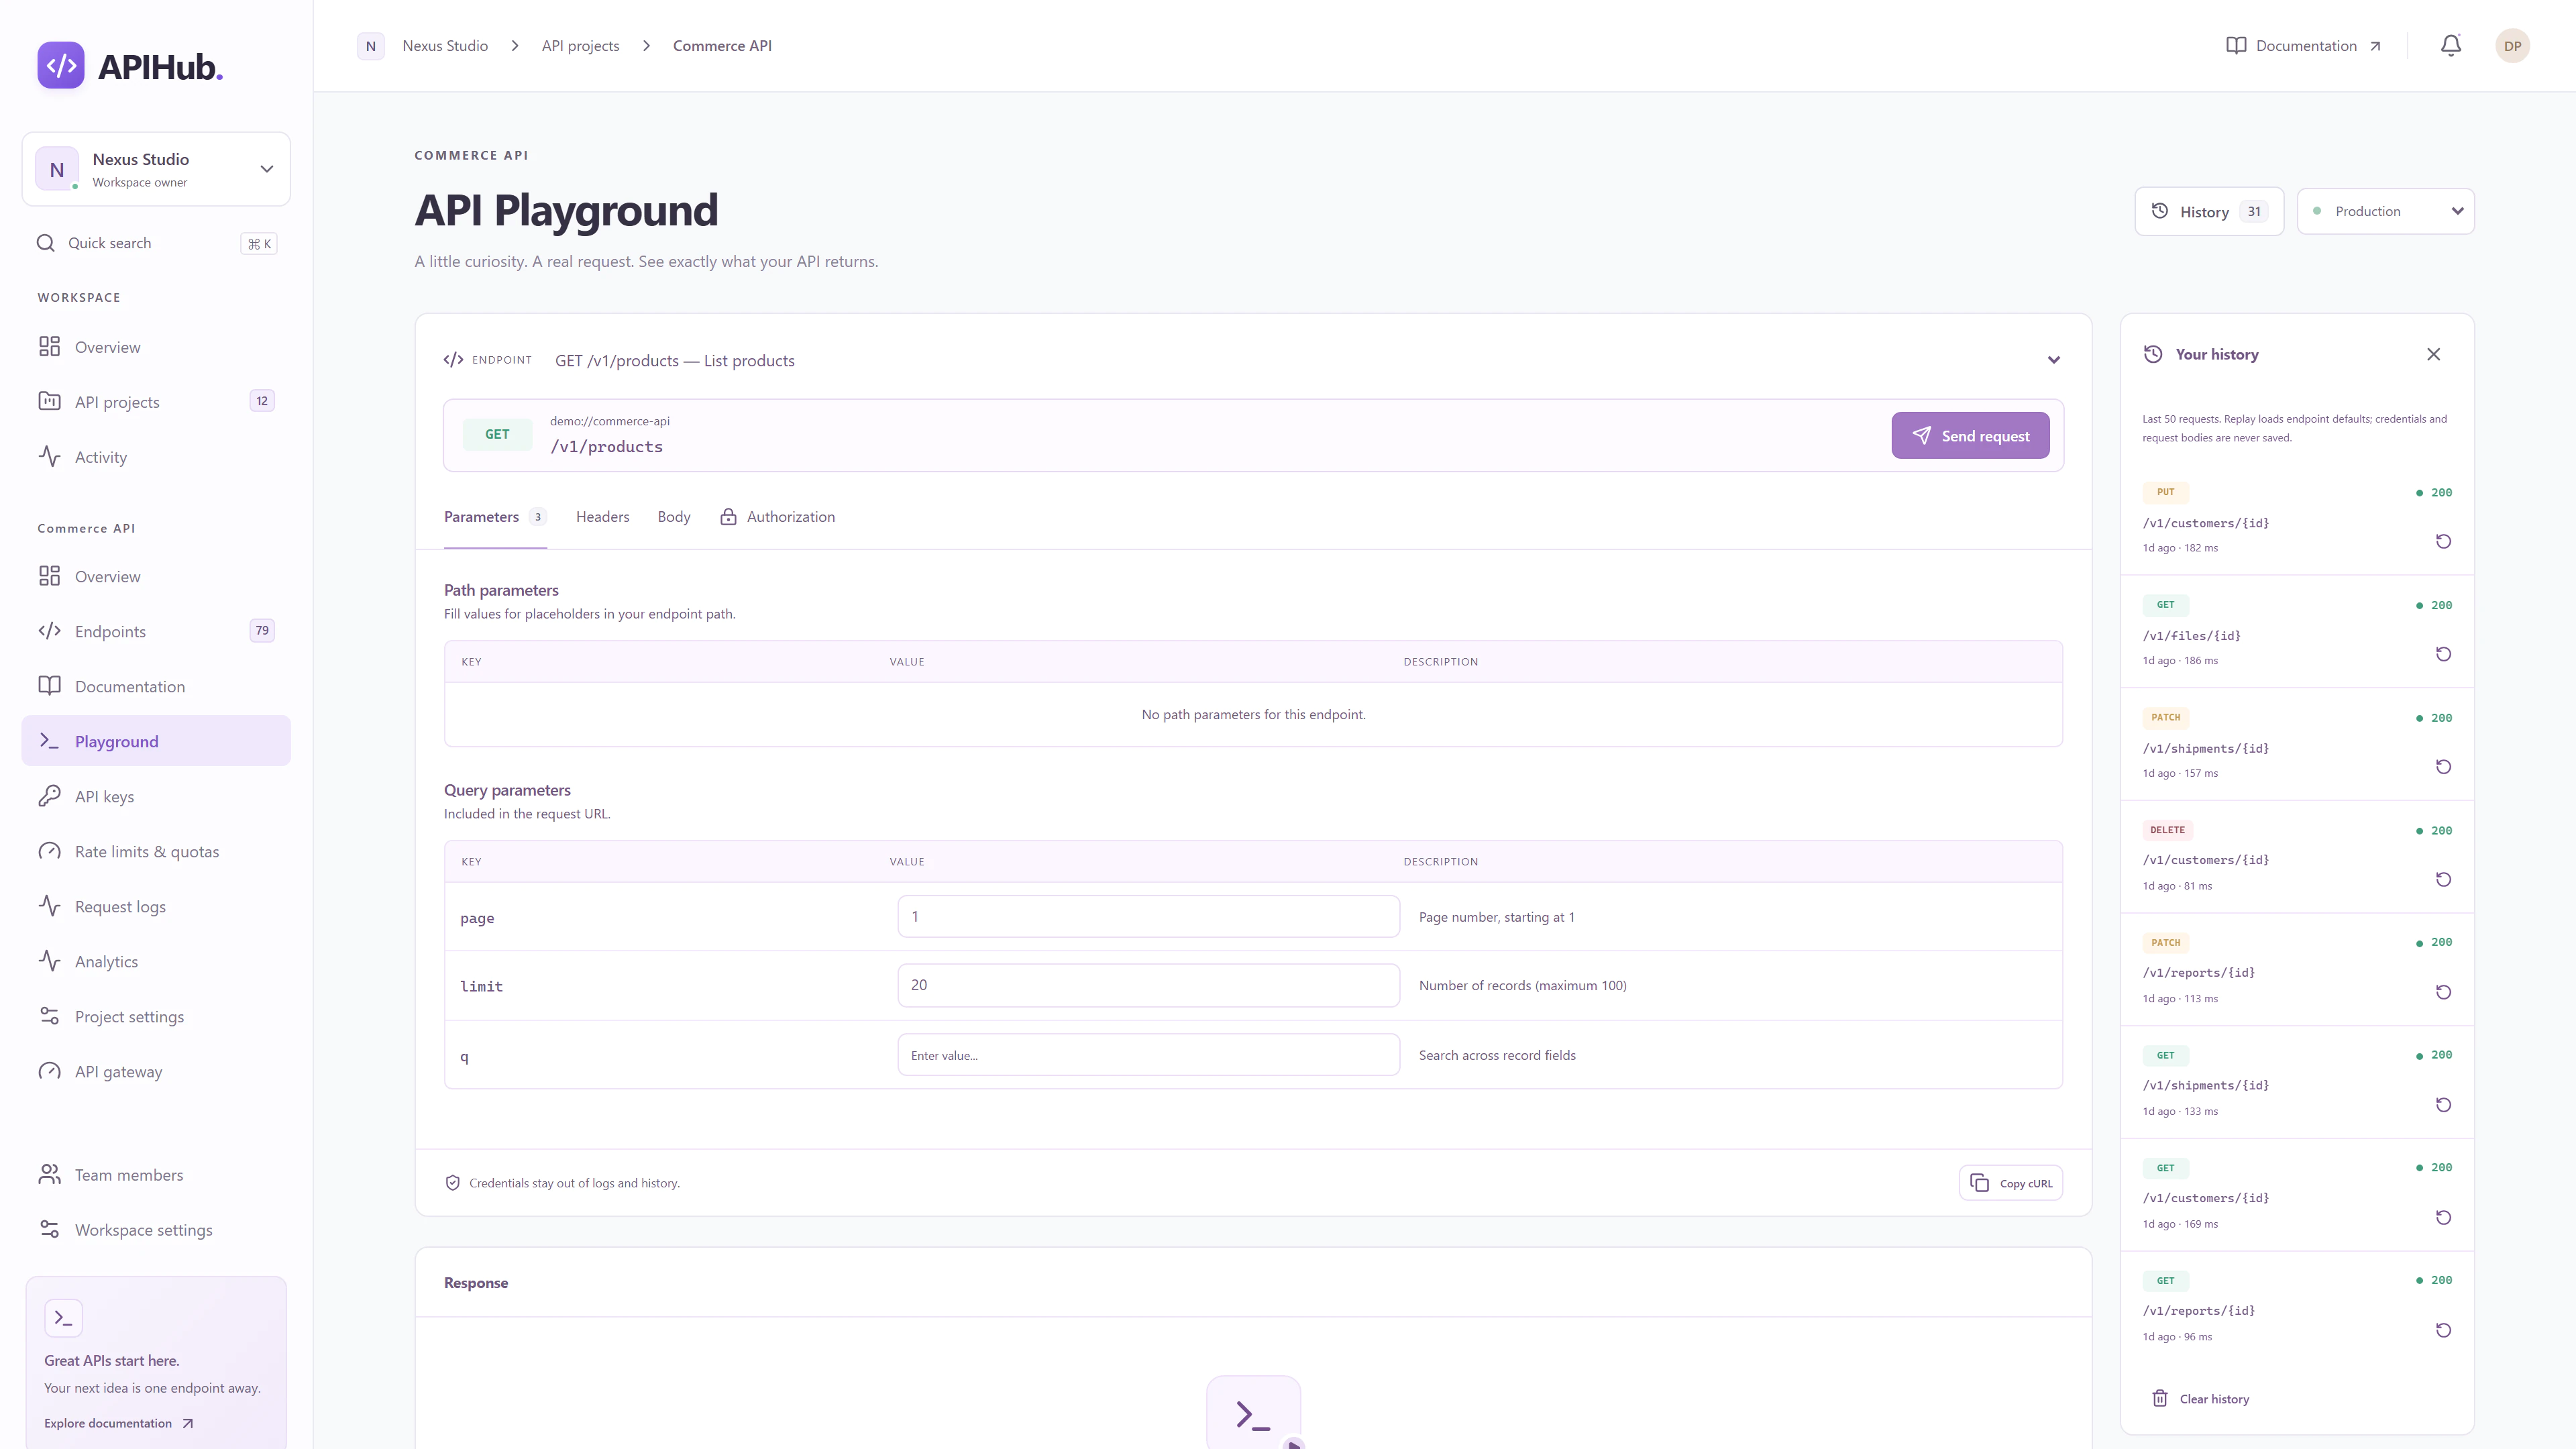 APIHub.
N
Nexus Studio
Workspace owner
Quick search
⌘ K
WORKSPACE
Overview
API projects
12
Activity
Commerce API
Overview
Endpoints
79
Documentation
Playground
API keys
Rate limits & quotas
Request logs
Analytics
Project settings
API gateway
Team members
Workspace settings
Great APIs start here.
Your next idea is one endpoint away.
Explore documentation
N Nexus Studio API projects Commerce API
Documentation
DP
COMMERCE API
API Playground
A little curiosity. A real request. See exactly what your API returns.
History 31
Production
ENDPOINT GET /v1/products — List products
GET
demo://commerce-api
/v1/products
Send request
Parameters 3 Headers Body Authorization
Path parameters
Fill values for placeholders in your endpoint path.
KEY VALUE DESCRIPTION
No path parameters for this endpoint.
Query parameters
Included in the request URL.
KEY VALUE DESCRIPTION
page 1 Page number, starting at 1
limit 20 Number of records (maximum 100)
q Enter value... Search across record fields
Credentials stay out of logs and history.
Copy cURL
Response
Your history
Last 50 requests. Replay loads endpoint defaults; credentials and
request bodies are never saved.
PUT 200
/v1/customers/{id}
1d ago · 182 ms
GET 200
/v1/files/{id}
1d ago · 186 ms
PATCH 200
/v1/shipments/{id}
1d ago · 157 ms
DELETE 200
/v1/customers/{id}
1d ago · 81 ms
PATCH 200
/v1/reports/{id}
1d ago · 113 ms
GET 200
/v1/shipments/{id}
1d ago · 133 ms
GET 200
/v1/customers/{id}
1d ago · 169 ms
GET 200
/v1/reports/{id}
1d ago · 96 ms
Clear history